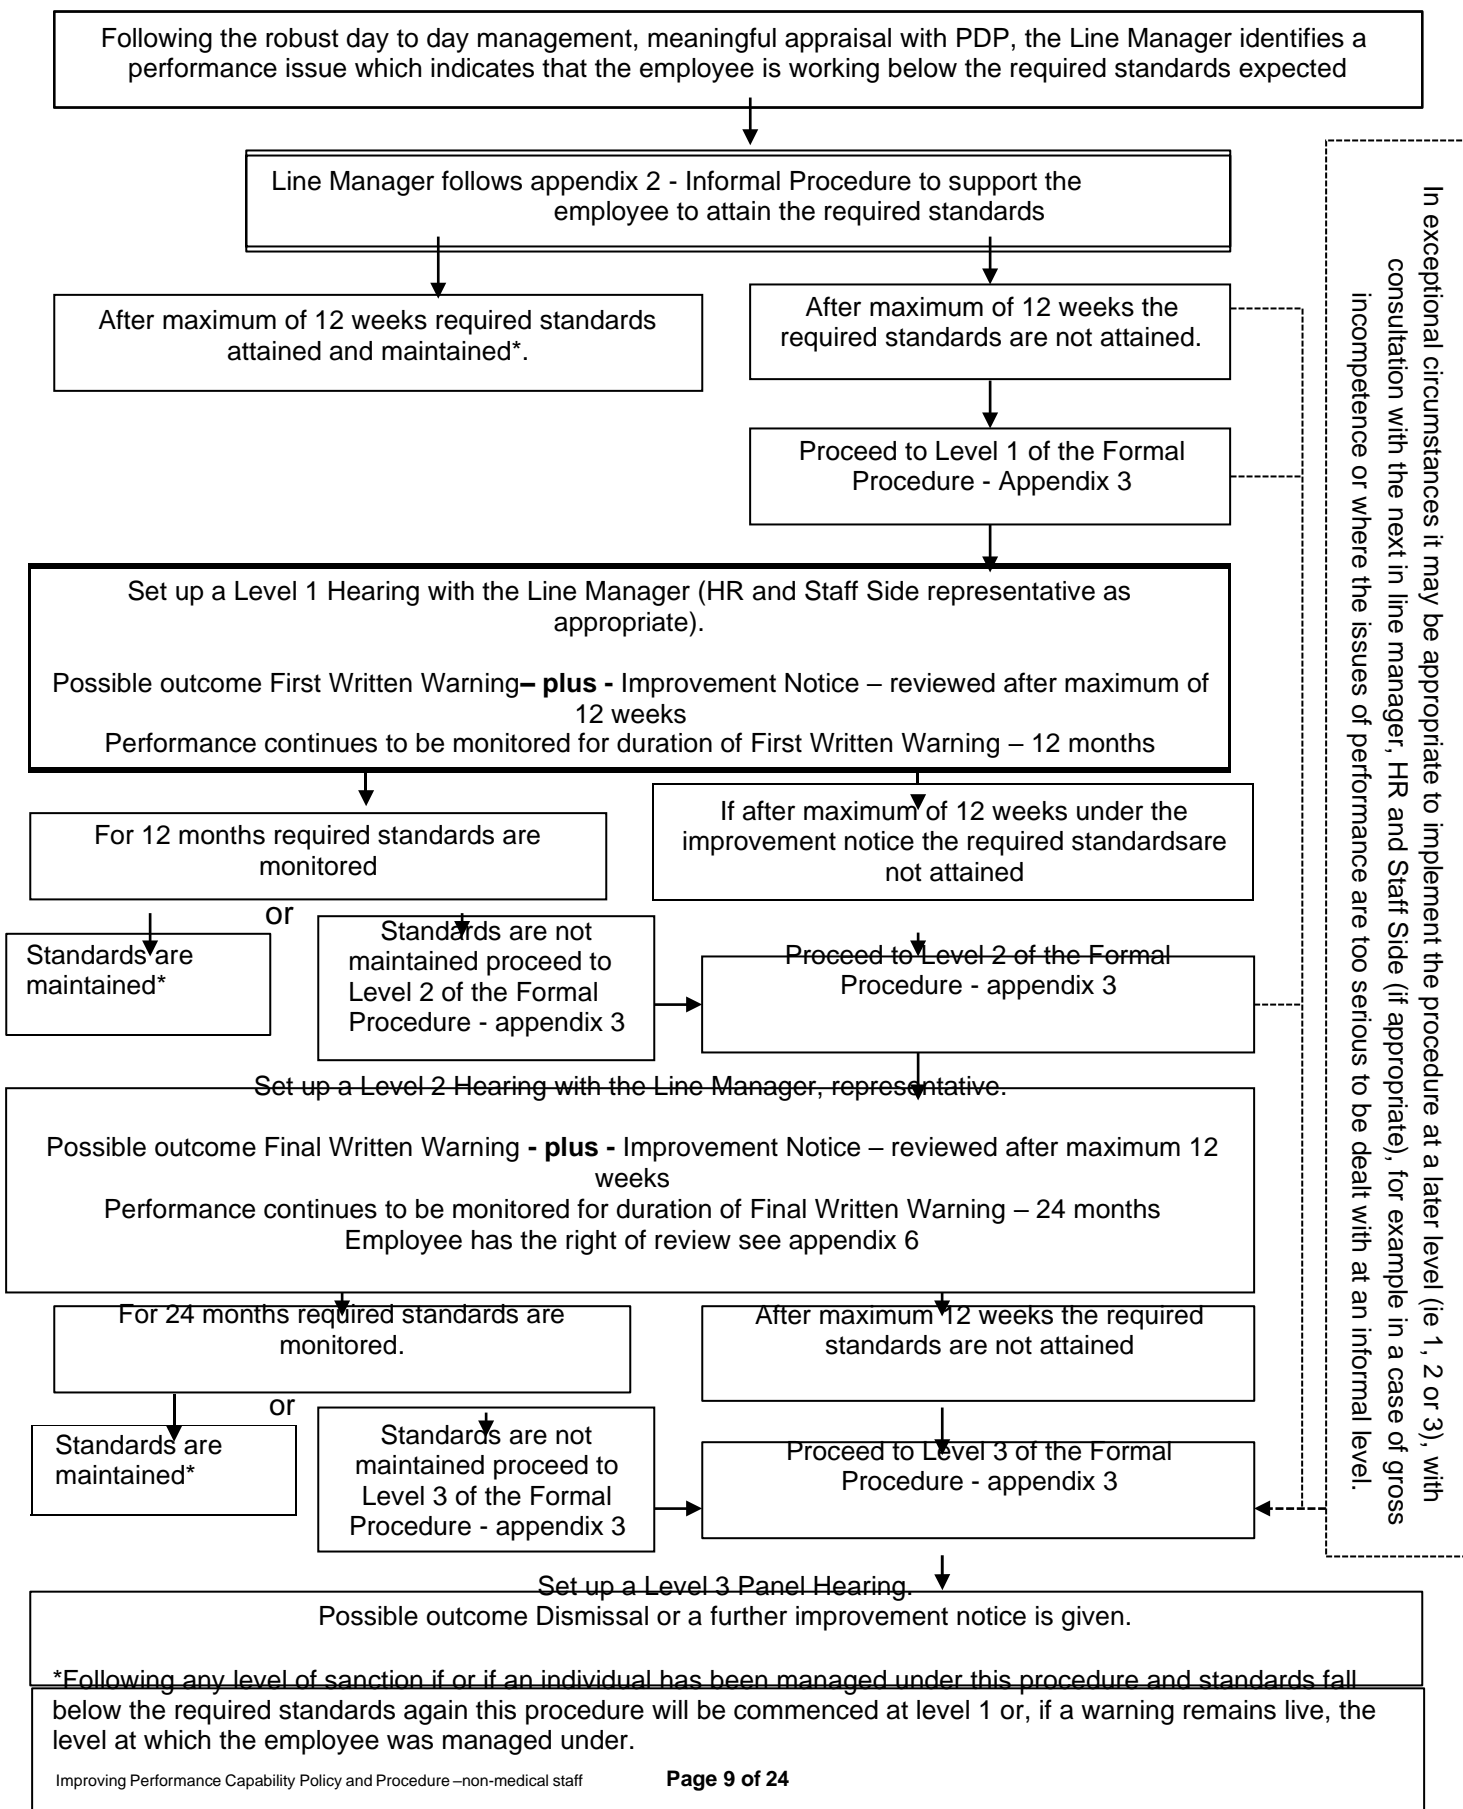 Following the robust day to day management, meaningful appraisal with PDP, the Line Manager identifies a
performance issue which indicates that the employee is working below the required standards expected
Line Manager follows appendix 2 - Informal Procedure to support the
employee to attain the required standards
After maximum of 12 weeks required standards
attained and maintained*.
After maximum of 12 weeks the
required standards are not attained.
Proceed to Level 1 of the Formal
Procedure - Appendix 3
Set up a Level 1 Hearing with the Line Manager (HR and Staff Side representative as
appropriate).
Possible outcome First Written Warning– plus - Improvement Notice – reviewed after maximum of
12 weeks
Performance continues to be monitored for duration of First Written Warning – 12 months
For 12 months required standards are
monitored
If after maximum of 12 weeks under the
improvement notice the required standardsare
not attained
or
Standards are
maintained*
Standards are not
maintained proceed to
Level 2 of the Formal
Procedure - appendix 3
Proceed to Level 2 of the Formal
Procedure - appendix 3
Set up a Level 2 Hearing with the Line Manager, representative.
Possible outcome Final Written Warning - plus - Improvement Notice – reviewed after maximum 12
weeks
Performance continues to be monitored for duration of Final Written Warning – 24 months
Employee has the right of review see appendix 6
For 24 months required standards are
monitored.
After maximum 12 weeks the required
standards are not attained
or
Standards are
maintained*
Standards are not
maintained proceed to
Level 3 of the Formal
Procedure - appendix 3
Proceed to Level 3 of the Formal
Procedure - appendix 3
Set up a Level 3 Panel Hearing.
Possible outcome Dismissal or a further improvement notice is given.
*Following any level of sanction if or if an individual has been managed under this procedure and standards fall
below the required standards again this procedure will be commenced at level 1 or, if a warning remains live, the
level at which the employee was managed under.
In exceptional circumstances it may be appropriate to implement the procedure at a later level (ie 1, 2 or 3), with
consultation with the next in line manager, HR and Staff Side (if appropriate), for example in a case of gross
incompetence or where the issues of performance are too serious to be dealt with at an informal level.
Improving Performance Capability Policy and Procedure –non-medical staff Page 9 of 24